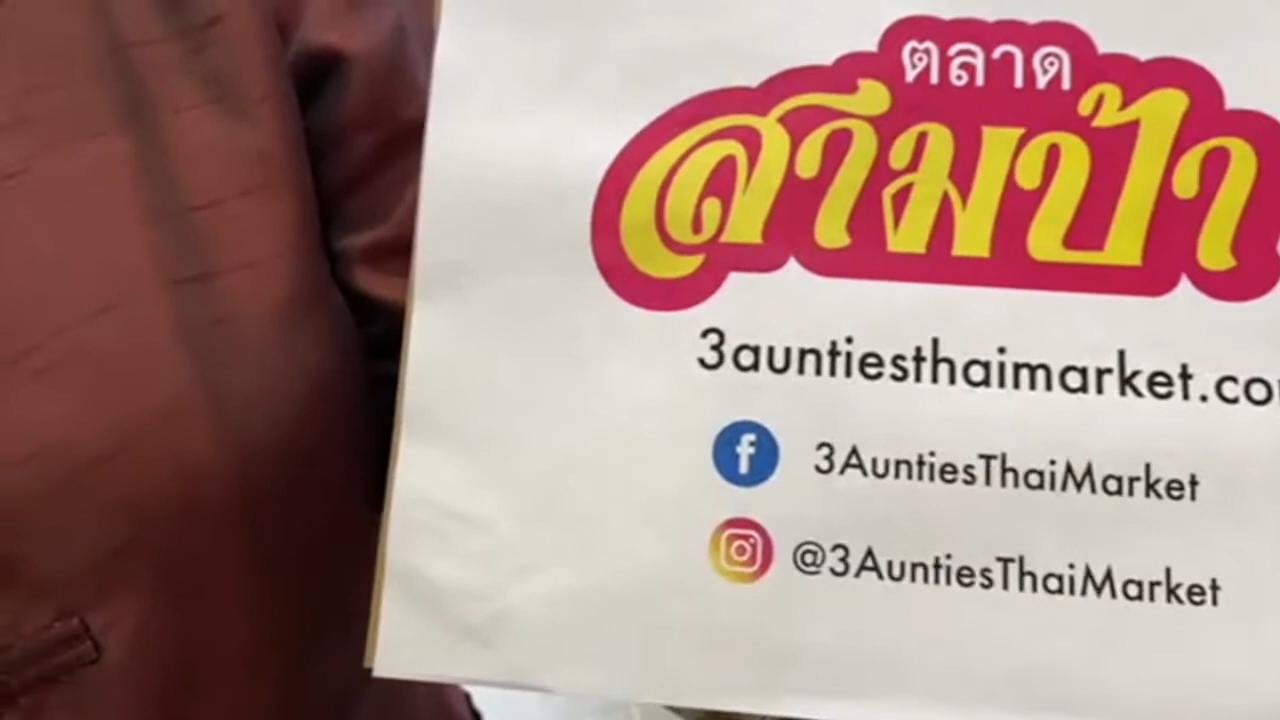 ตลาด
สามป้า
3auntiesthaimarket.co
3AuntiesThaiMarket
@3AuntiesThaiMarket